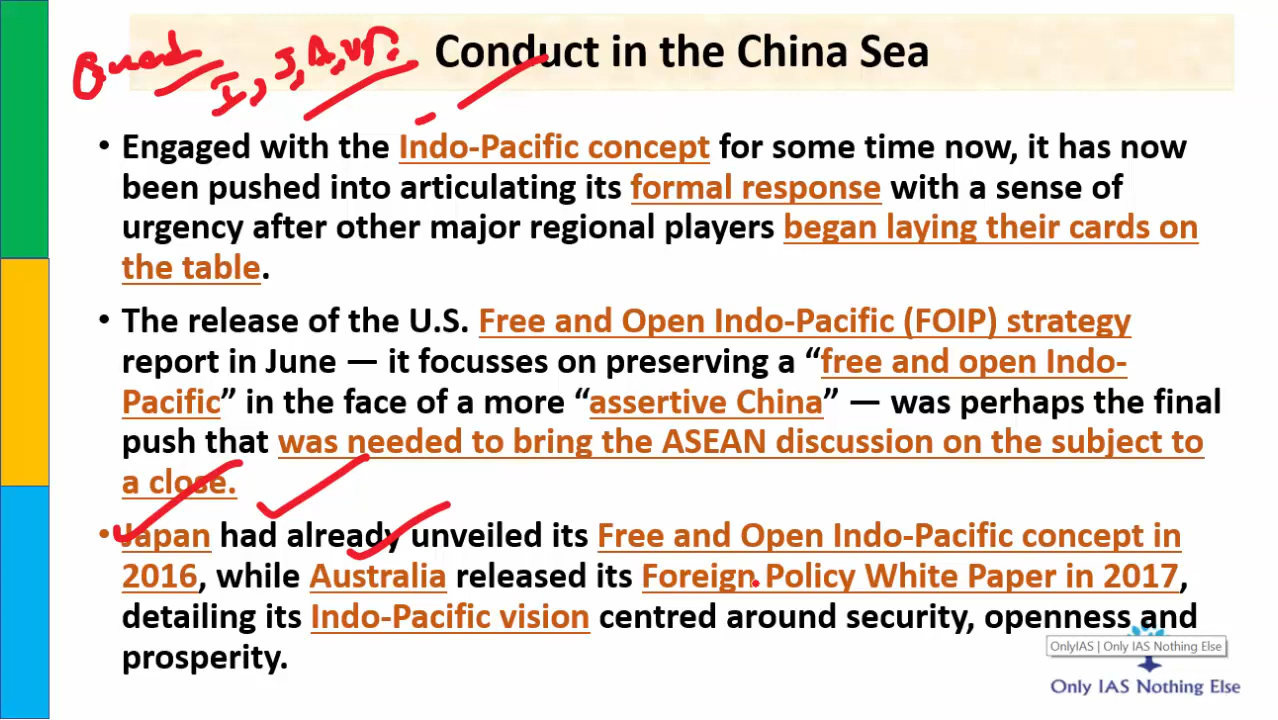 Quad I, J, A, US.
Conduct in the China Sea
• Engaged with the Indo-Pacific concept for some time now, it has now
been pushed into articulating its formal response with a sense of
urgency after other major regional players began laying their cards on
the table.
• The release of the U.S. Free and Open Indo-Pacific (FOIP) strategy
report in June — it focusses on preserving a “free and open Indo-
Pacific” in the face of a more “assertive China” — was perhaps the final
push that was needed to bring the ASEAN discussion on the subject to
a close.
• Japan had already unveiled its Free and Open Indo-Pacific concept in
2016, while Australia released its Foreign Policy White Paper in 2017,
detailing its Indo-Pacific vision centred around security, openness and
prosperity.
OnlyIAS | Only IAS Nothing Else
Only IAS Nothing Else